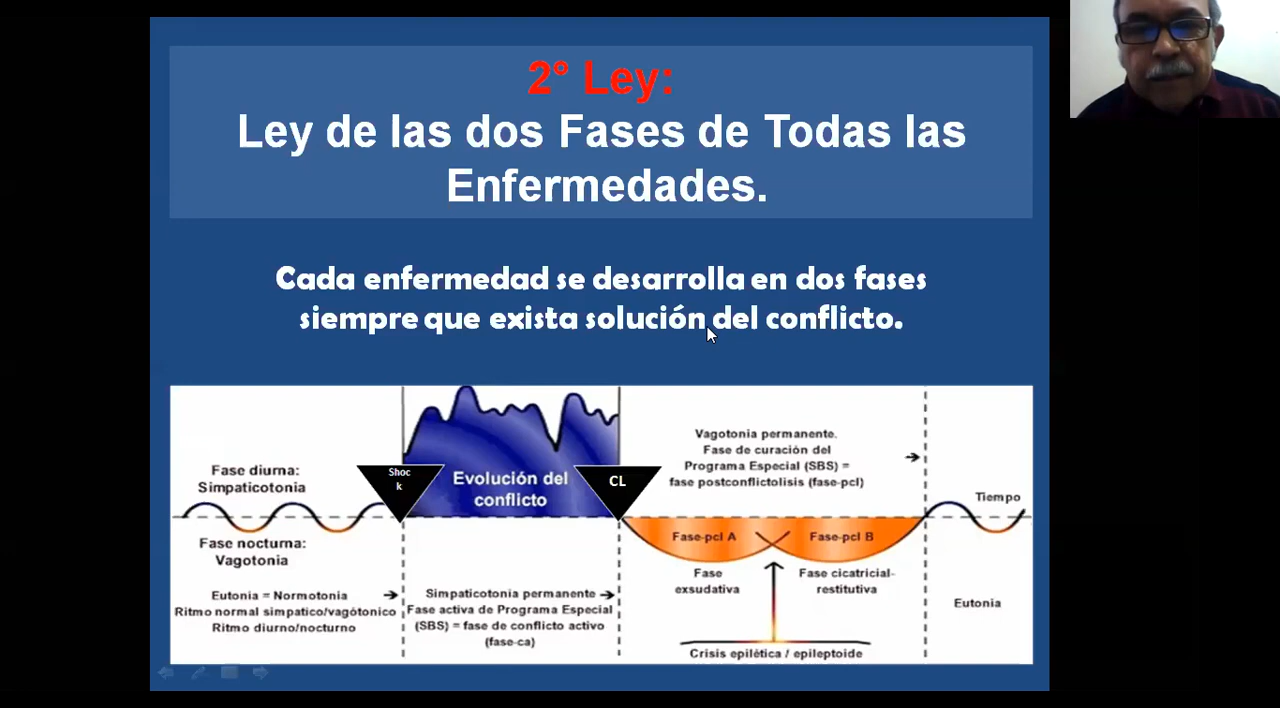 2° Ley:
Ley de las dos Fases de Todas las
Enfermedades.
Cada enfermedad se desarrolla en dos fases
siempre que exista solución del conflicto.
Fase diurna:
Simpaticotonia
Fase nocturna:
Vagotonia
Eutonia = Normotonia
Ritmo normal simpatico/vagótonico
Ritmo diurno/nocturno
Shoc
k
Evolución del
conflicto
CL
Simpaticotonia permanente
Fase activa de Programa Especial
(SBS) = fase de conflicto activo
(fase-ca)
Vagotonia permanente.
Fase de curación del
Programa Especial (SBS) =
fase postconflictolisis (fase-pcl)
Fase-pcl A
Fase-pcl B
Fase
exsudativa
Fase cicatricial-
restitutiva
Crisis epilética / epileptoide
Tiempo
Eutonia